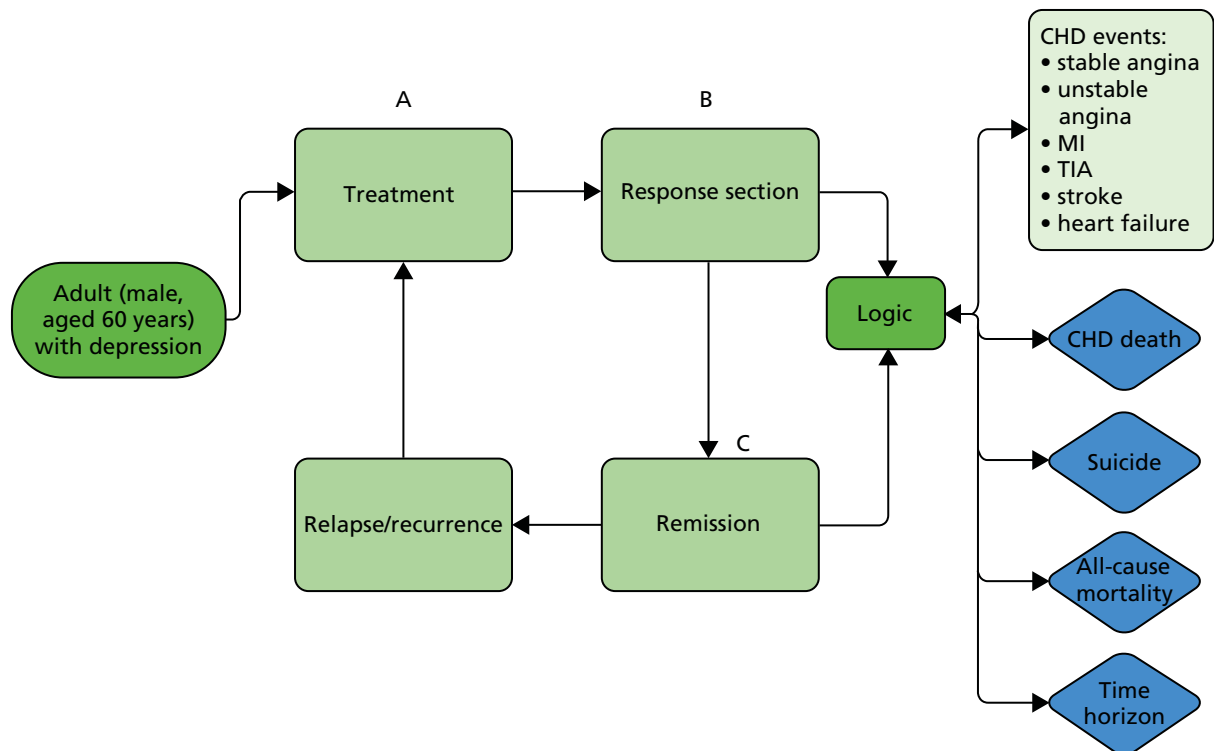 CHD events:
• stable angina
• unstable
angina
• MI
• TIA
• stroke
• heart failure
A
B
Treatment
Response section
Adult (male,
aged 60 years)
with depression
Logic
CHD death
C
Suicide
Relapse/recurrence
Remission
All-cause
mortality
Time
horizon